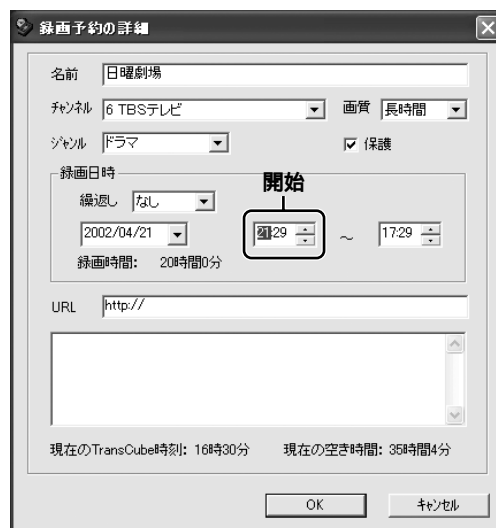 録画予約の詳細
名前 日曜劇場
チャンネル 6 TBSテレビ 画質 長時間
ジャンル ドラマ 保護
録画日時
開始
繰返し なし
2002/04/21 21:29 ～ 17:29
録画時間： 20時間0分
URL http://
現在のTransCube時刻： 16時30分 現在の空き時間： 35時間4分
OK キャンセル